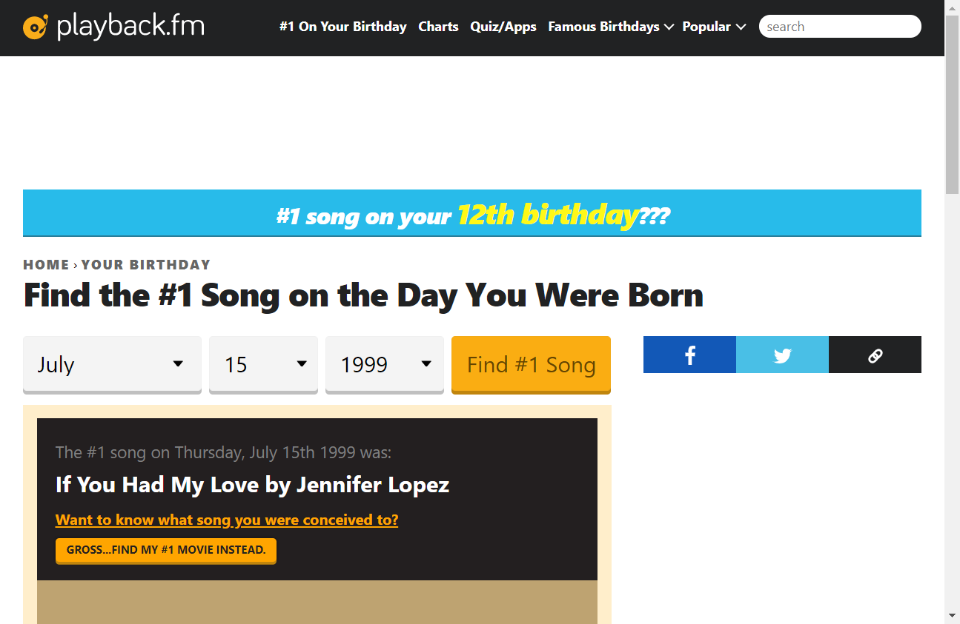 playback.fm
#1 On Your Birthday Charts Quiz/Apps Famous Birthdays Popular search
#1 song on your 12th birthday???
HOME › YOUR BIRTHDAY
Find the #1 Song on the Day You Were Born
July 15 1999 Find #1 Song
The #1 song on Thursday, July 15th 1999 was:
If You Had My Love by Jennifer Lopez
Want to know what song you were conceived to?
GROSS...FIND MY #1 MOVIE INSTEAD.